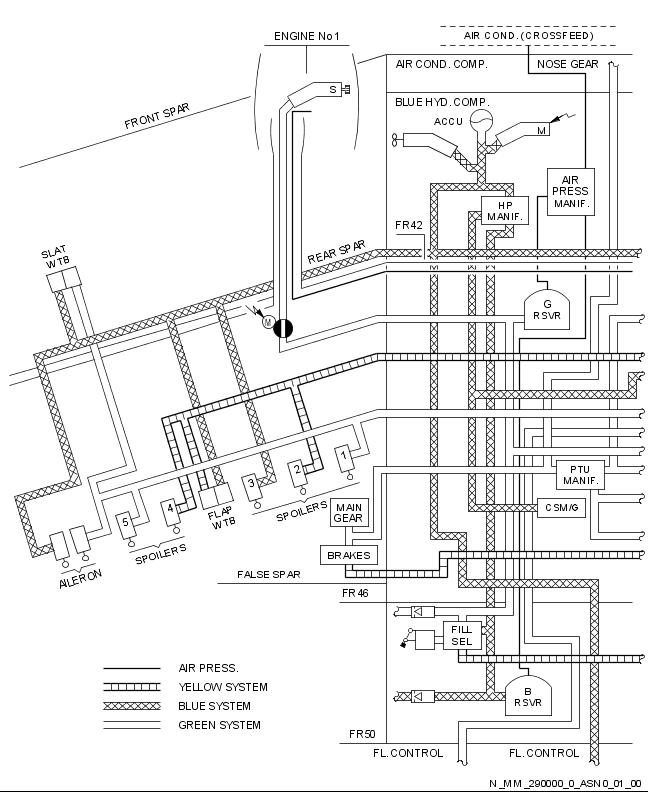 AIR COND.(CROSSFEED)
ENGINE No1
AIR COND. COMP.
NOSE GEAR
S
BLUE HYD. COMP.
FRONT SPAR
ACCU
M
AIR
PRESS
MANIF.
HP
MANIF.
FR42
REAR SPAR
SLAT
WTB
G
RSVR
M
1
2
3
4
5
PTU
MANIF.
FLAP
WTB
SPOILERS
MAIN
GEAR
CSM/G
SPOILERS
BRAKES
AILERON
FALSE SPAR
FR46
FILL
SEL
AIR PRESS.
YELLOW SYSTEM
BLUE SYSTEM
GREEN SYSTEM
B
RSVR
FR50
FL.CONTROL
FL.CONTROL
N_MM_290000_0_ASN0_01_00